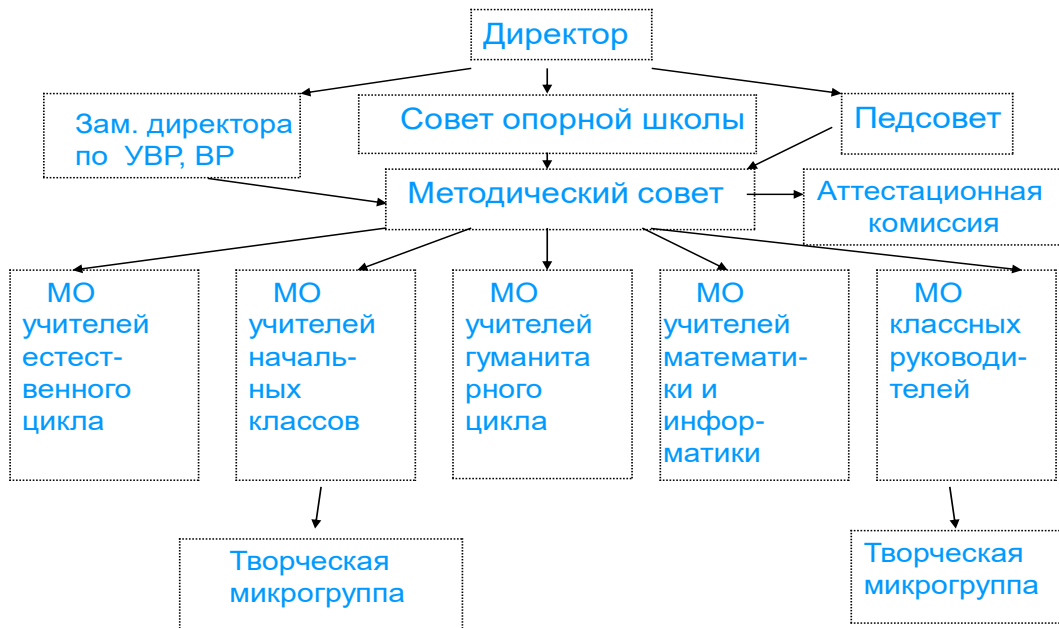 Директор
Зам. директора
по УВР, ВР
Совет опорной школы
Педсовет
Методический совет
Аттестационная
комиссия
МО
учителей
естест-
венного
цикла
МО
учителей
началь-
ных
классов
МО
учителей
гуманита
рного
цикла
МО
учителей
математи-
ки и
инфор-
матики
МО
классных
руководи-
телей
Творческая
микрогруппа
Творческая
микрогруппа